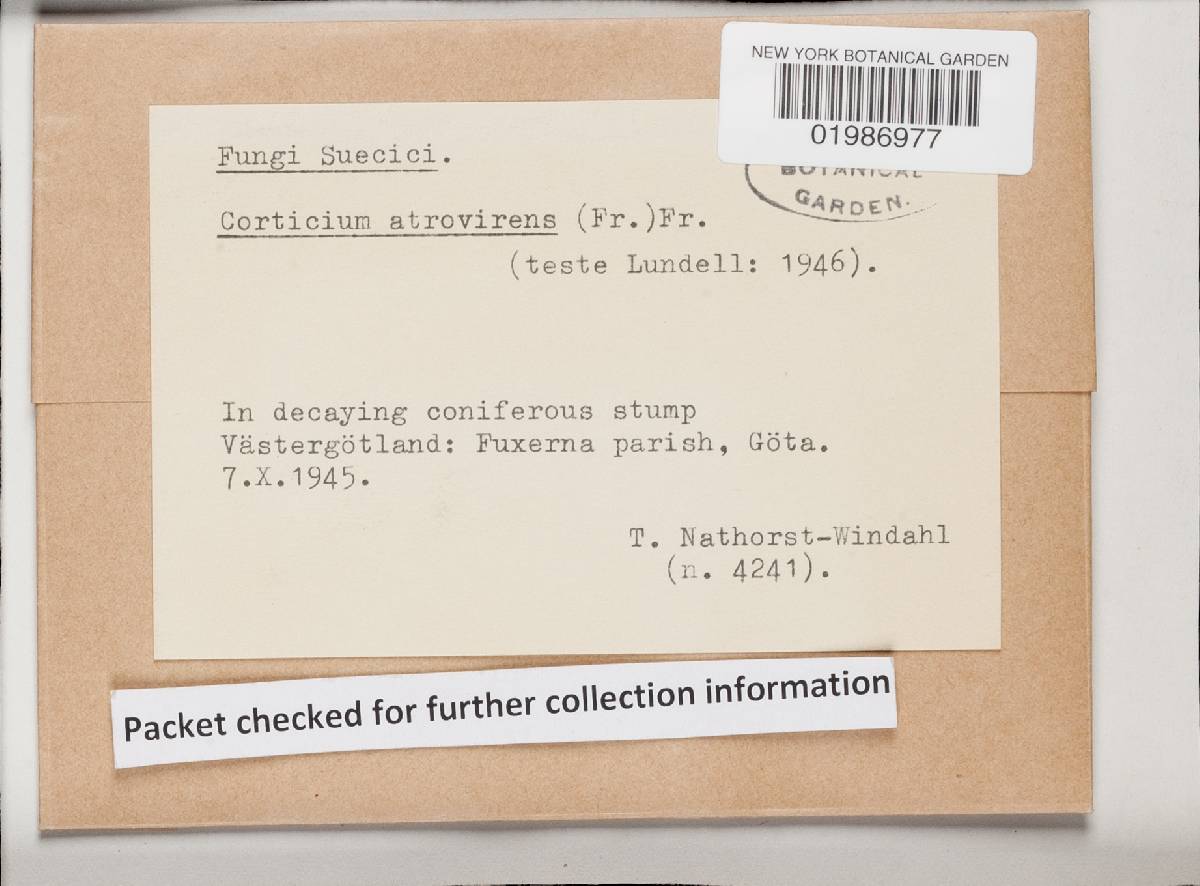 NEW YORK BOTANICAL GARDEN
01986977
BOTANICAL
GARDEN.
Fungi Suecici.
Corticium atrovirens (Fr.)Fr.
(teste Lundell: 1946).
In decaying coniferous stump
Västergötland: Fuxerna parish, Göta.
7.X.1945.
T. Nathorst-Windahl
(n. 4241).
Packet checked for further collection information